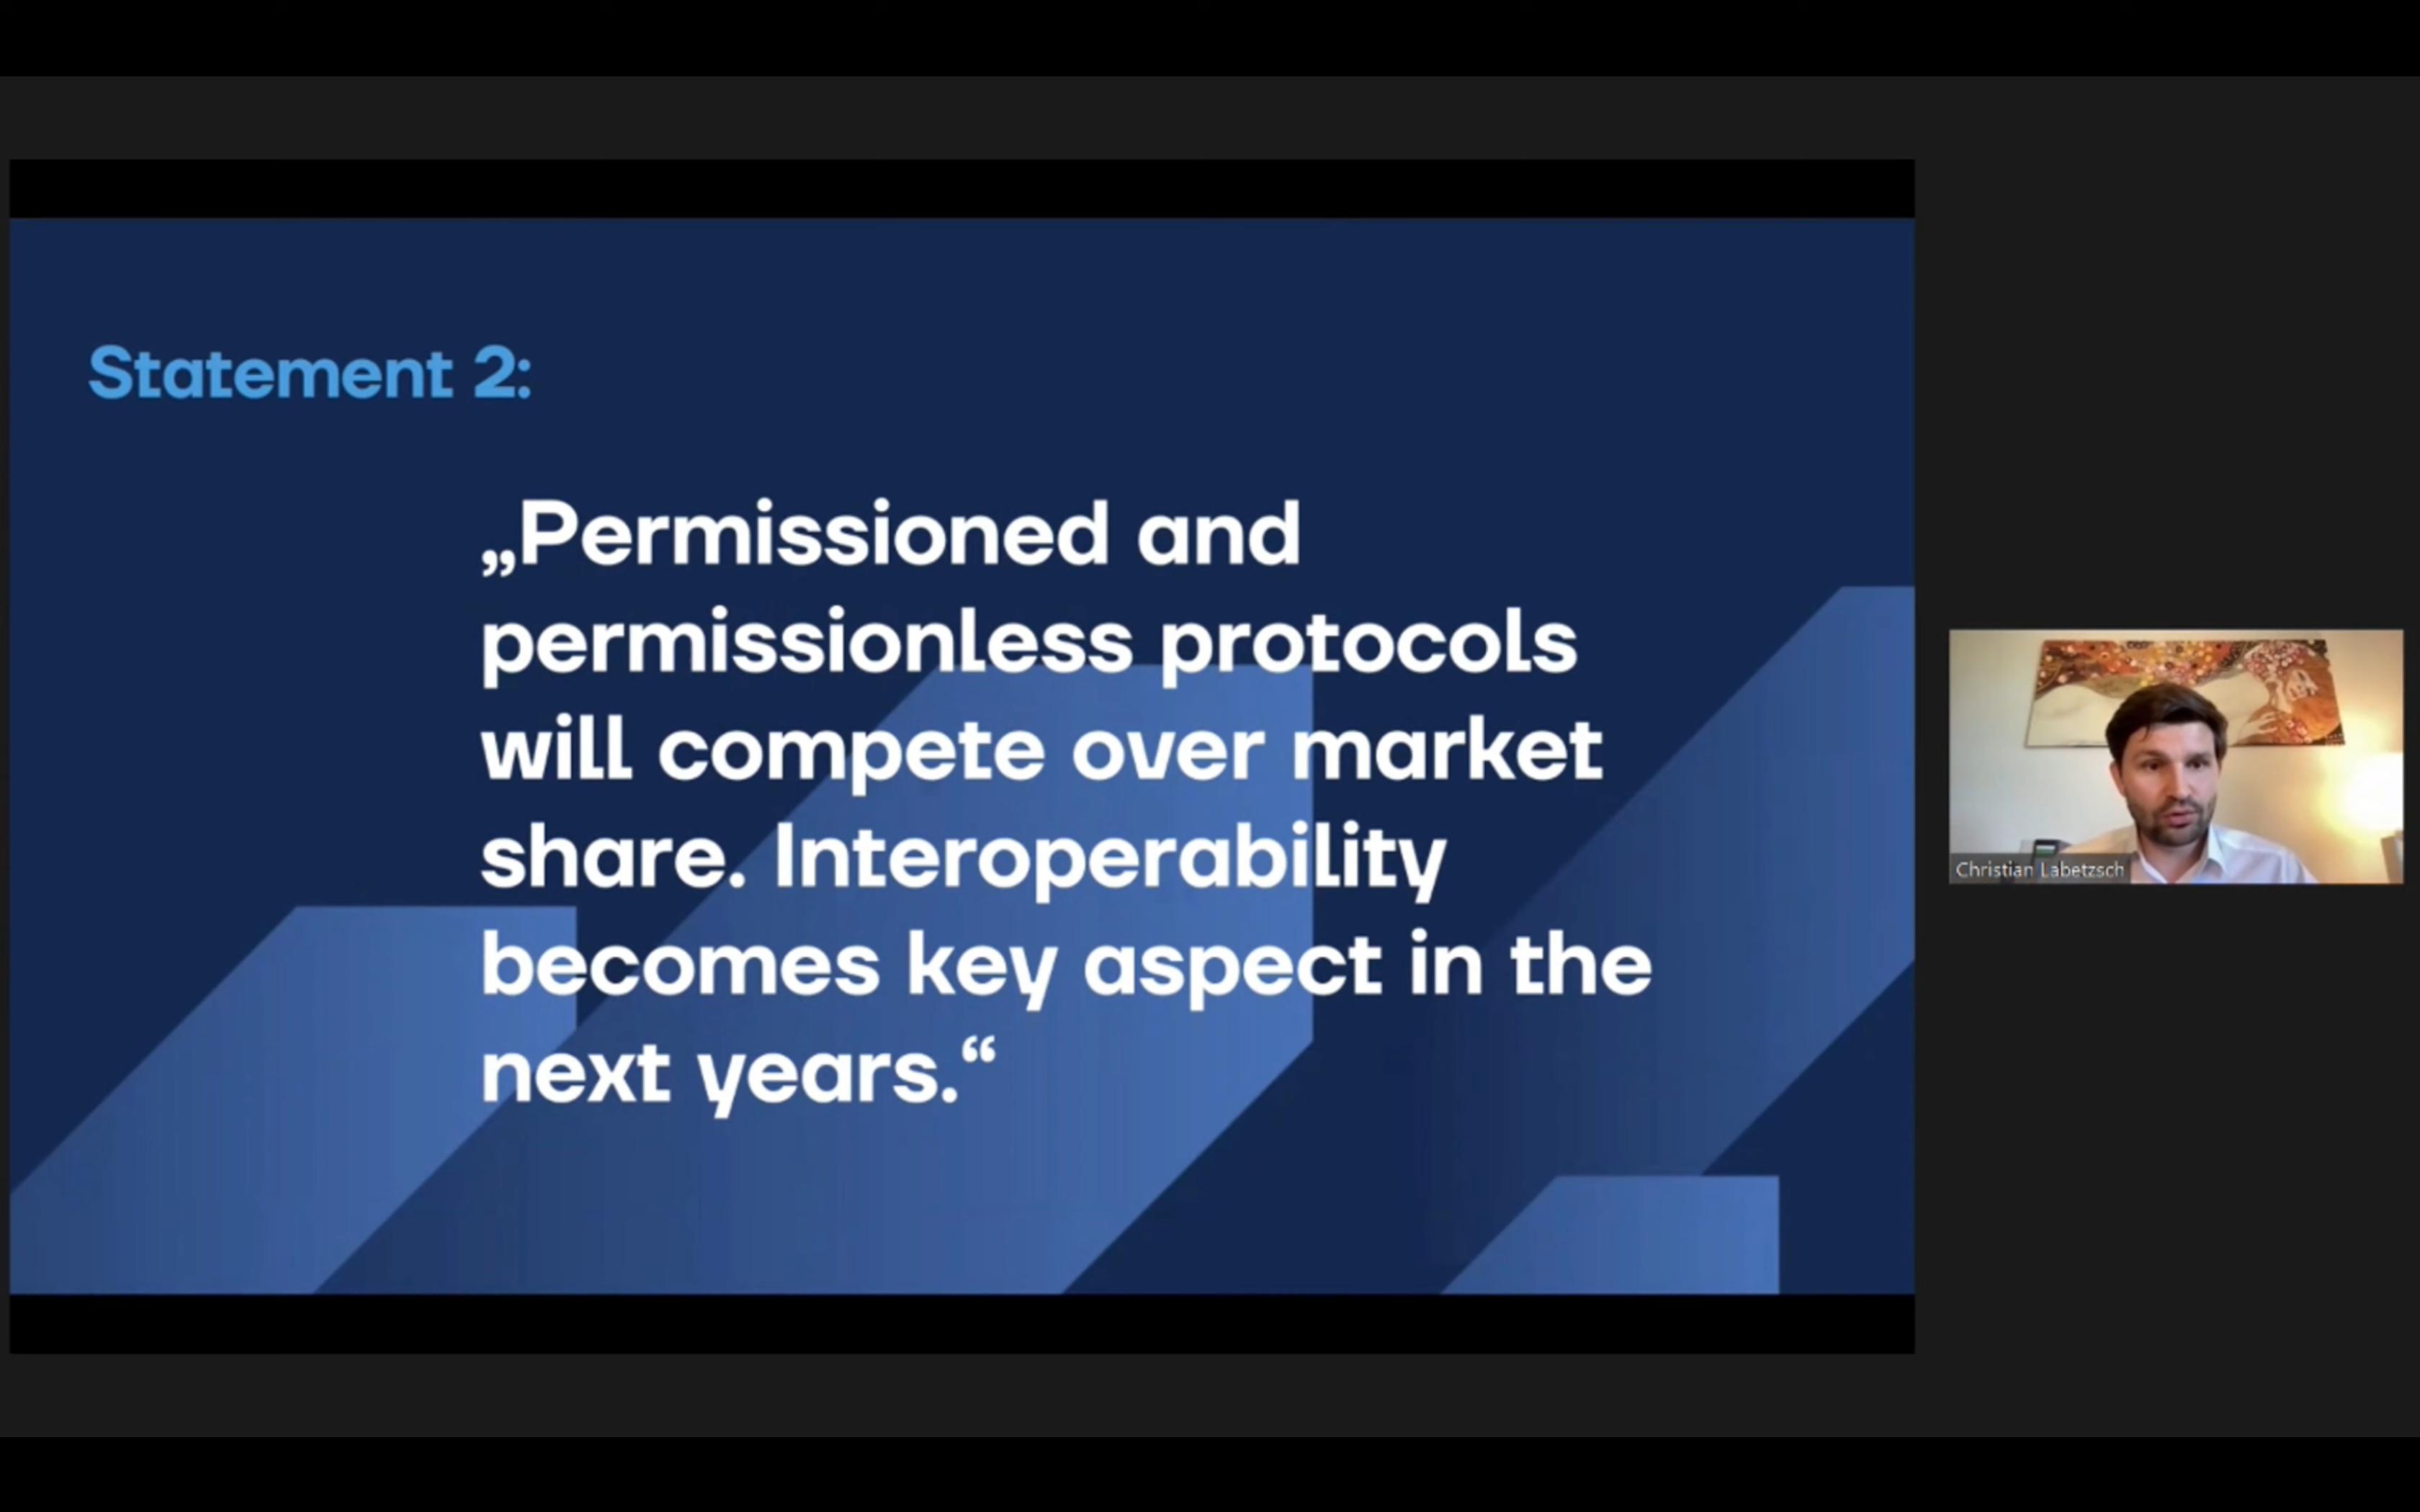 Statement 2:
„Permissioned and
permissionless protocols
will compete over market
share. Interoperability
becomes key aspect in the
next years.“
Christian Labetzsch